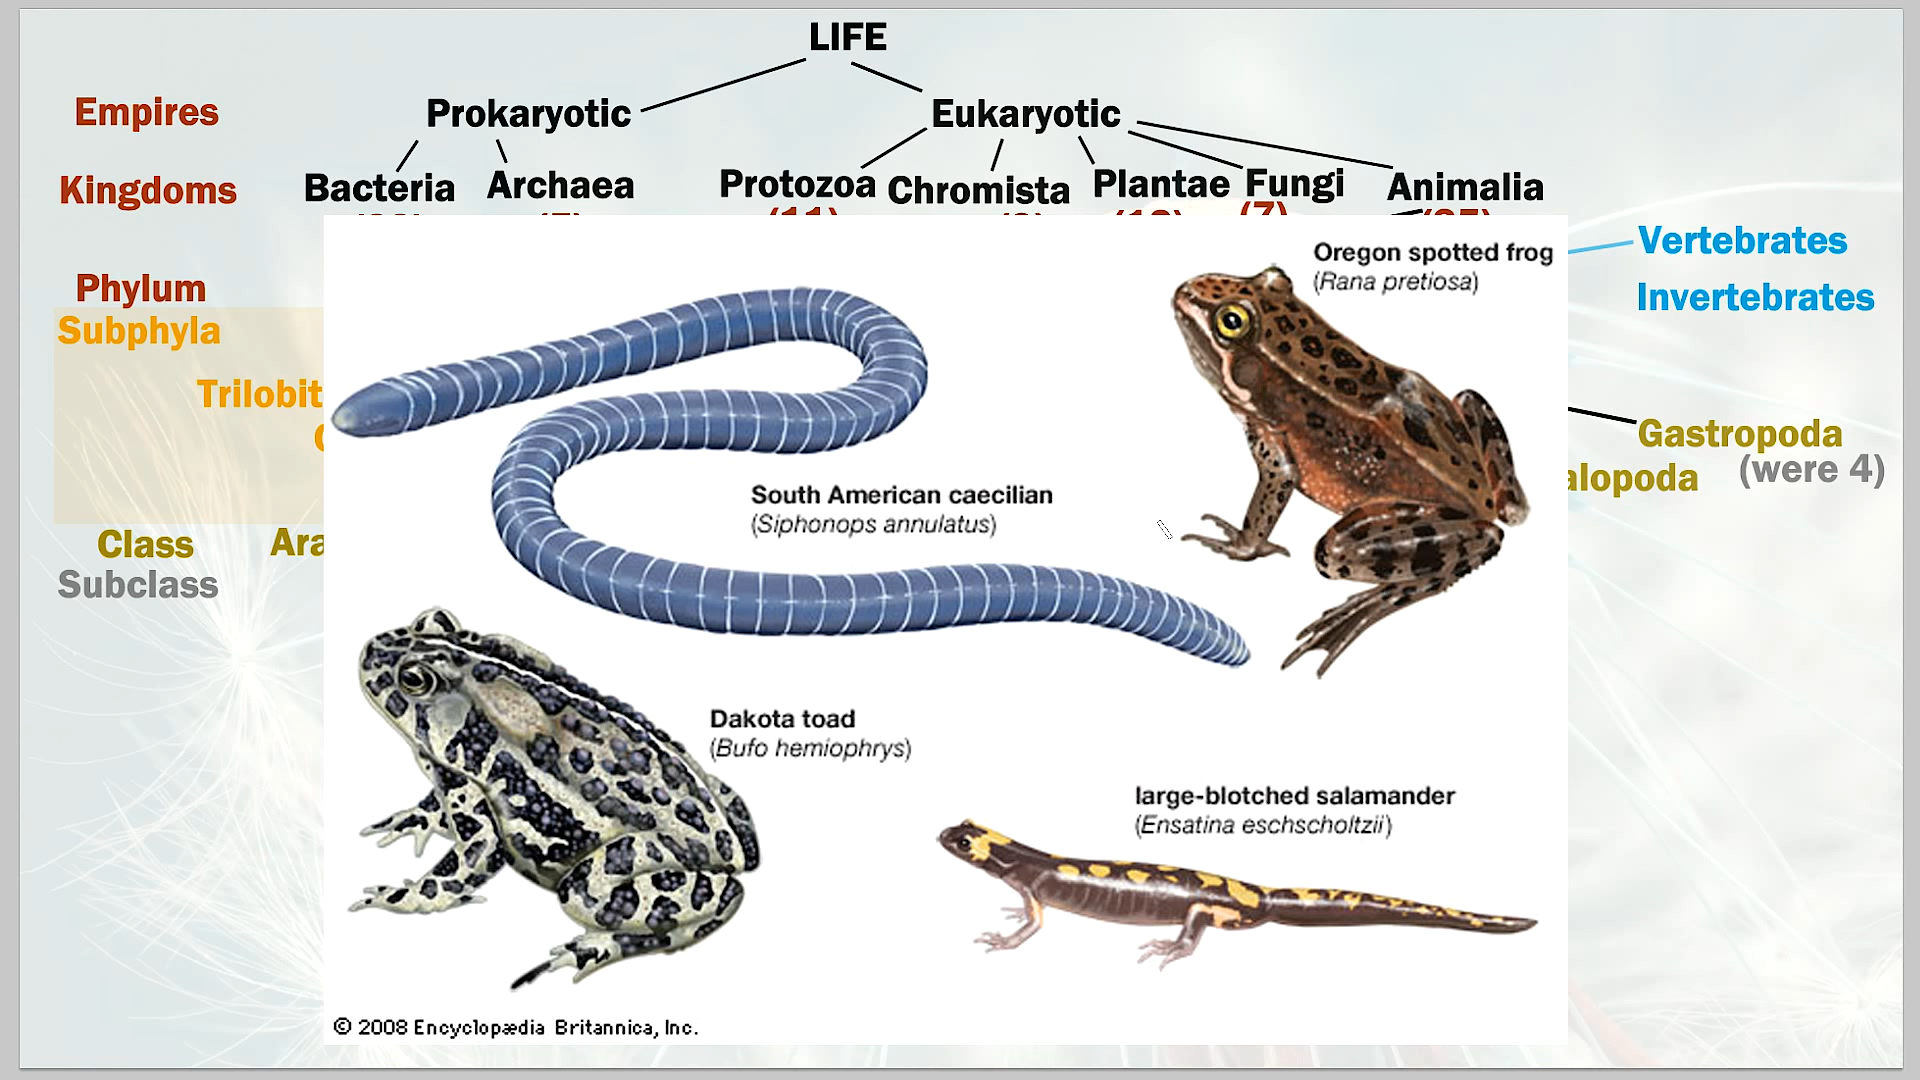 LIFE
Empires
Prokaryotic
Eukaryotic
Kingdoms
Bacteria
Archaea
Protozoa
Chromista
Plantae
Fungi
Animalia
(11)
(7)
Vertebrates
Invertebrates
Phylum
Subphyla
Gastropoda
(were 4)
Class
Subclass
Oregon spotted frog
(Rana pretiosa)
South American caecilian
(Siphonops annulatus)
Dakota toad
(Bufo hemiophrys)
large-blotched salamander
(Ensatina eschscholtzii)
© 2008 Encyclopædia Britannica, Inc.